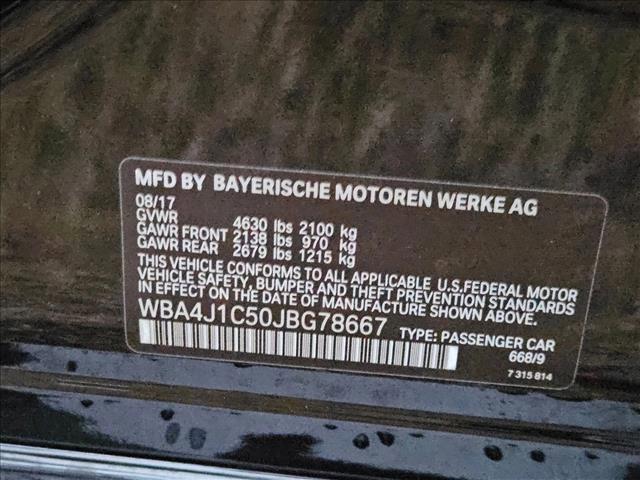 MFD BY BAYERISCHE MOTOREN WERKE AG
08/17
GVWR 4630 lbs 2100 kg
GAWR FRONT 2138 lbs 970 kg
GAWR REAR 2679 lbs 1215 kg
THIS VEHICLE CONFORMS TO ALL APPLICABLE U.S.FEDERAL MOTOR
VEHICLE SAFETY, BUMPER, AND THEFT PREVENTION STANDARDS
IN EFFECT ON THE DATE OF MANUFACTURE SHOWN ABOVE.
WBA4J1C50JBG78667 TYPE: PASSENGER CAR
668/9
7 315 814